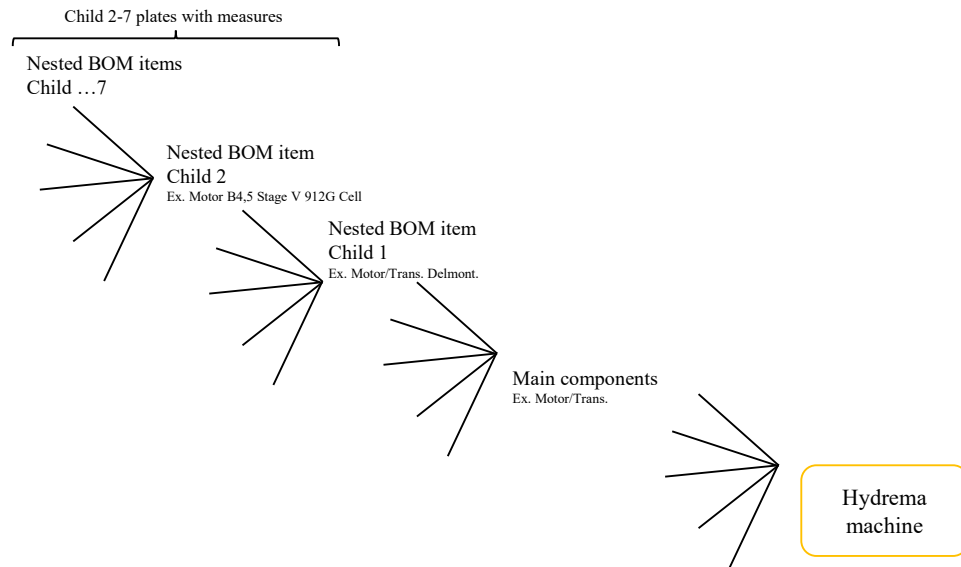 Child 2-7 plates with measures
Nested BOM items
Child …7
Nested BOM item
Child 2
Ex. Motor B4,5 Stage V 912G Cell
Nested BOM item
Child 1
Ex. Motor/Trans. Delmont.
Main components
Ex. Motor/Trans.
Hydrema
machine